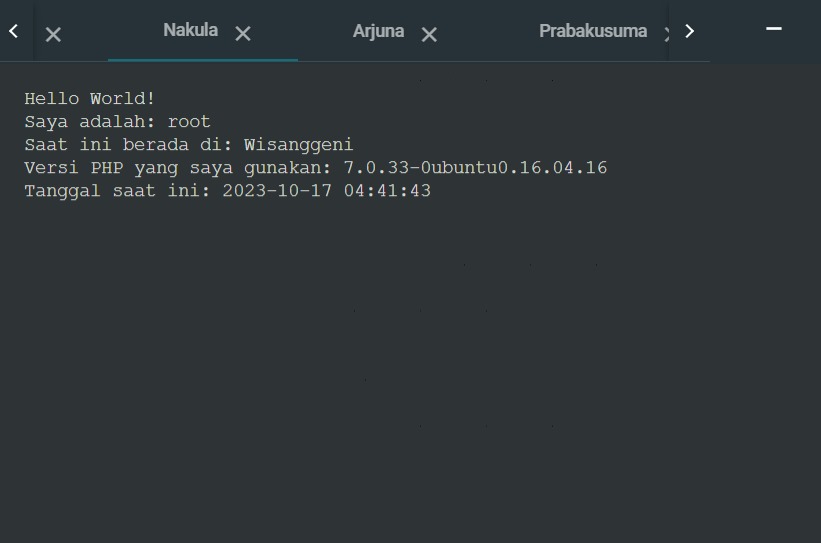 Nakula Arjuna Prabakusuma
Hello World!
Saya adalah: root
Saat ini berada di: Wisanggeni
Versi PHP yang saya gunakan: 7.0.33-0ubuntu0.16.04.16
Tanggal saat ini: 2023-10-17 04:41:43